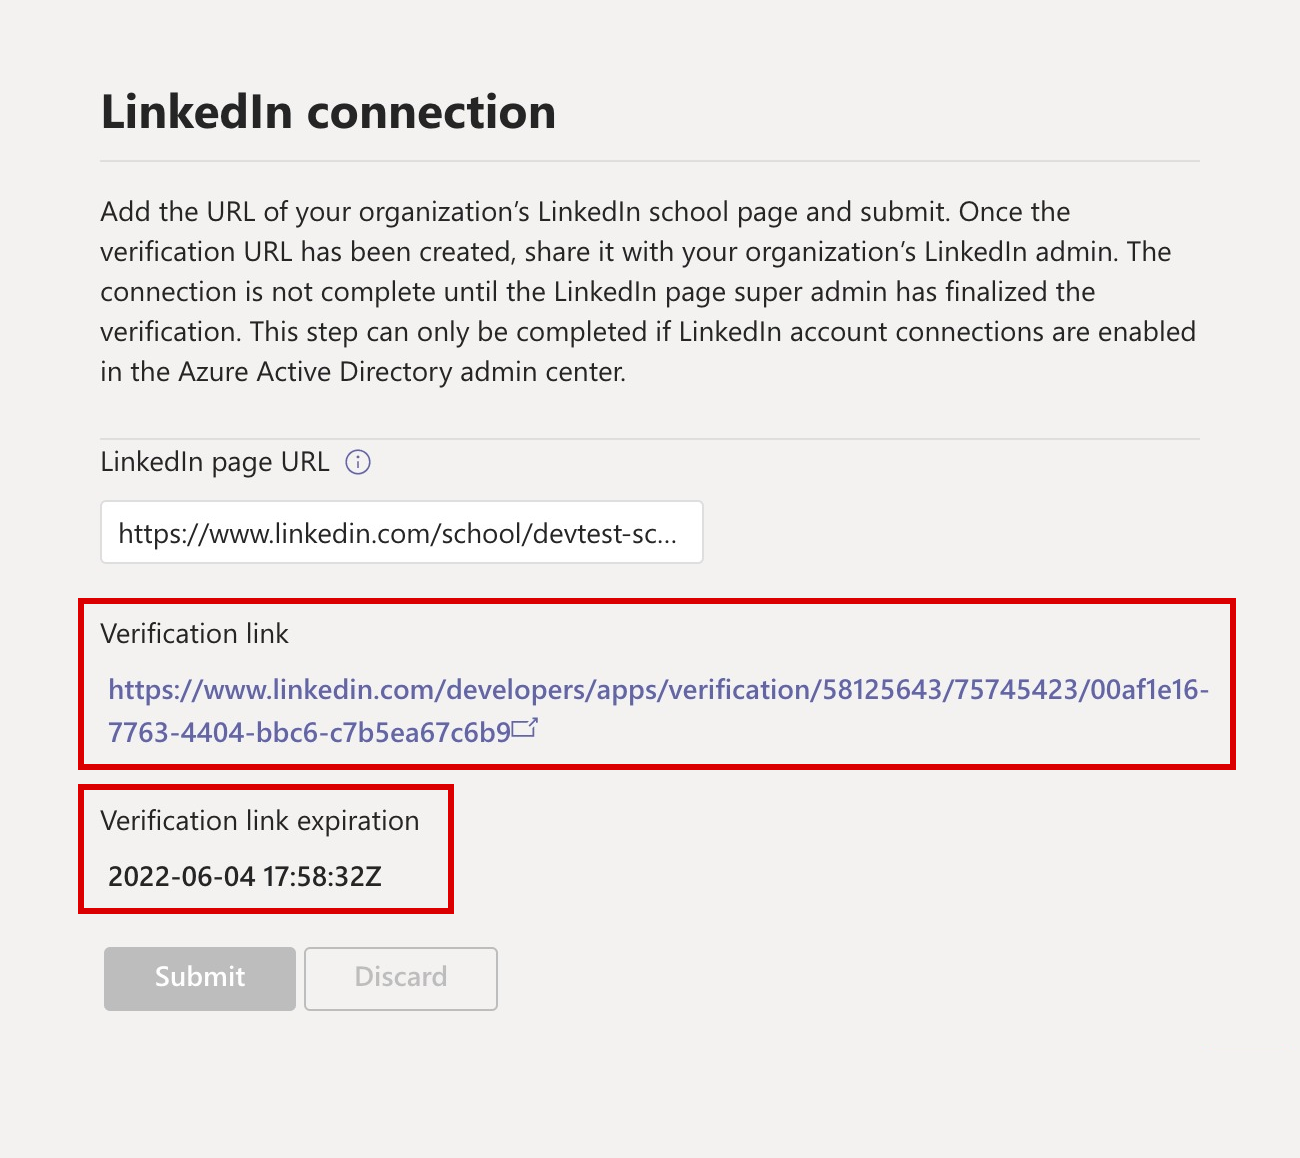 LinkedIn connection
Add the URL of your organization’s LinkedIn school page and submit. Once the
verification URL has been created, share it with your organization’s LinkedIn admin. The
connection is not complete until the LinkedIn page super admin has finalized the
verification. This step can only be completed if LinkedIn account connections are enabled
in the Azure Active Directory admin center.
LinkedIn page URL
https://www.linkedin.com/school/devtest-sc...
Verification link
https://www.linkedin.com/developers/apps/verification/58125643/75745423/00af1e16-
7763-4404-bbc6-c7b5ea67c6b9
Verification link expiration
2022-06-04 17:58:32Z
Submit
Discard